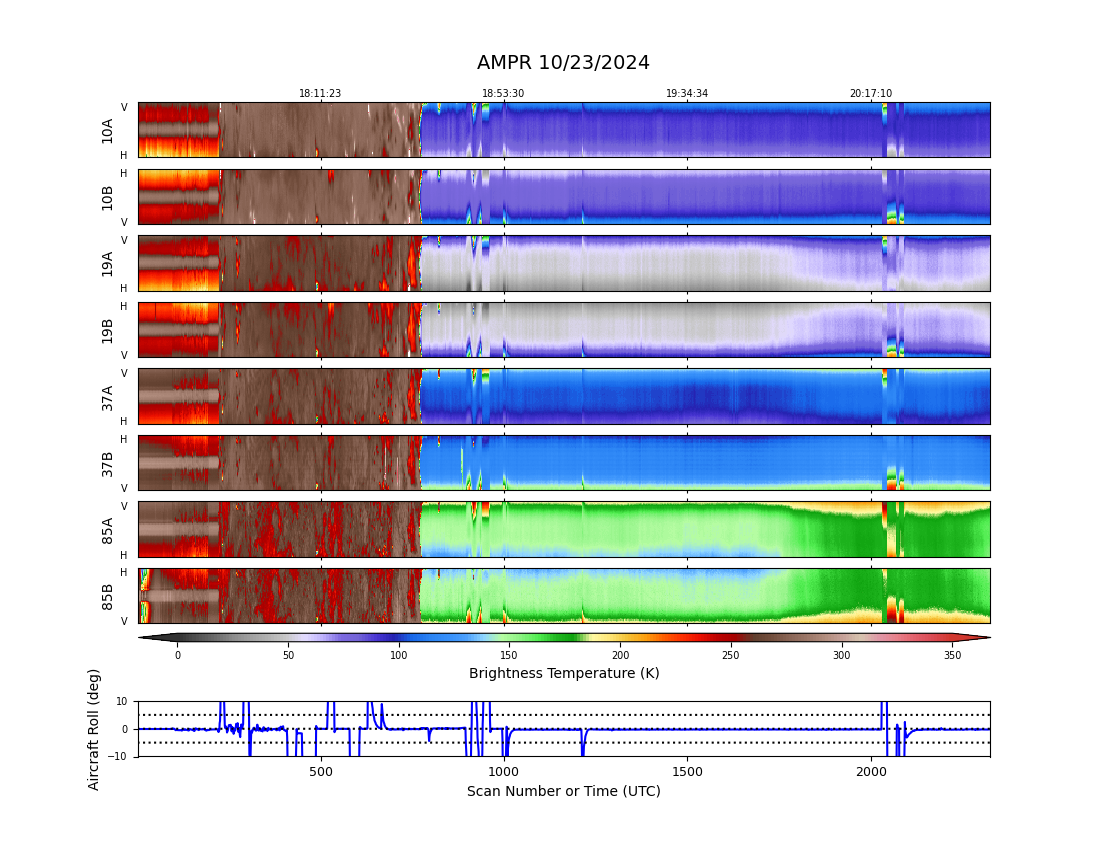 AMPR 10/23/2024
18:11:23 18:53:30 19:34:34 20:17:10
V
10A
H
H
10B
V
V
19A
H
H
19B
V
V
37A
H
H
37B
V
V
85A
H
H
85B
V
0 50 100 150 200 250 300 350
Brightness Temperature (K)
Aircraft Roll (deg)
10
0
−10
500 1000 1500 2000
Scan Number or Time (UTC)